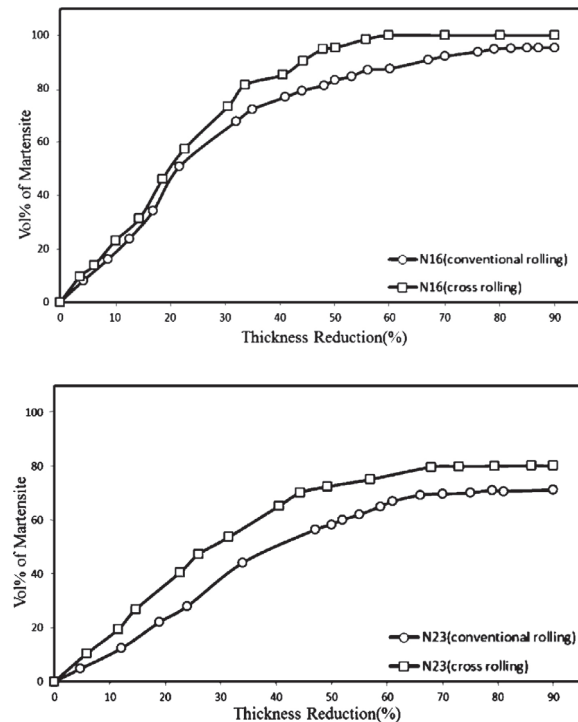 Vol% of Martensite
100
80
60
40
20
0
N16(conventional rolling)
N16(cross rolling)
0 10 20 30 40 50 60 70 80 90
Thickness Reduction(%)
Vol% of Martensite
100
80
60
40
20
0
N23(conventional rolling)
N23(cross rolling)
0 10 20 30 40 50 60 70 80 90
Thickness Reduction(%)